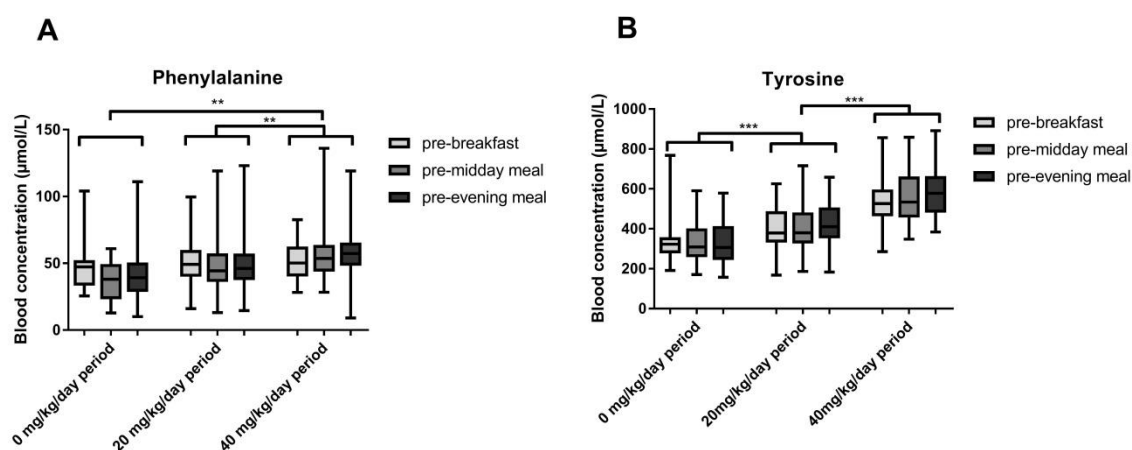 A
Phenylalanine
**
**
Blood concentration (µmol/L)
150
100
50
0
0 mg/kg/day period
20 mg/kg/day period
40 mg/kg/day period
pre-breakfast
pre-midday meal
pre-evening meal
B
Tyrosine
***
***
Blood concentration (µmol/L)
1000
800
600
400
200
0
0 mg/kg/day period
20mg/kg/day period
40mg/kg/day period
pre-breakfast
pre-midday meal
pre-evening meal